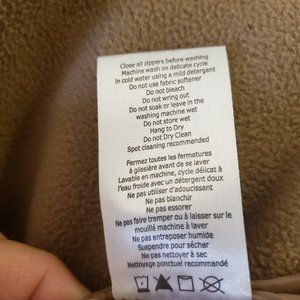 Close all zippers before washing
Machine wash on delicate cycle
In cold water using a mild detergent
Do not use fabric softener
Do not bleach
Do not wring out
Do not soak or leave in the
washing machine wet
Do not store wet
Hang to Dry
Do not Dry Clean
Spot cleaning recommended
Fermez toutes les fermetures
à glissière avant de se laver
Lavable en machine, cycle délicat à
l'eau froide avec un détergent doux
Ne pas utiliser d'adoucissant
Ne pas blanchir
Ne pas essorer
Ne pas faire tremper ou à laisser sur le
mouillé machine à laver
Ne pas entreposer humide
Suspendre pour sécher
Ne pas nettoyer à sec
Nettoyage ponctuel recommandé